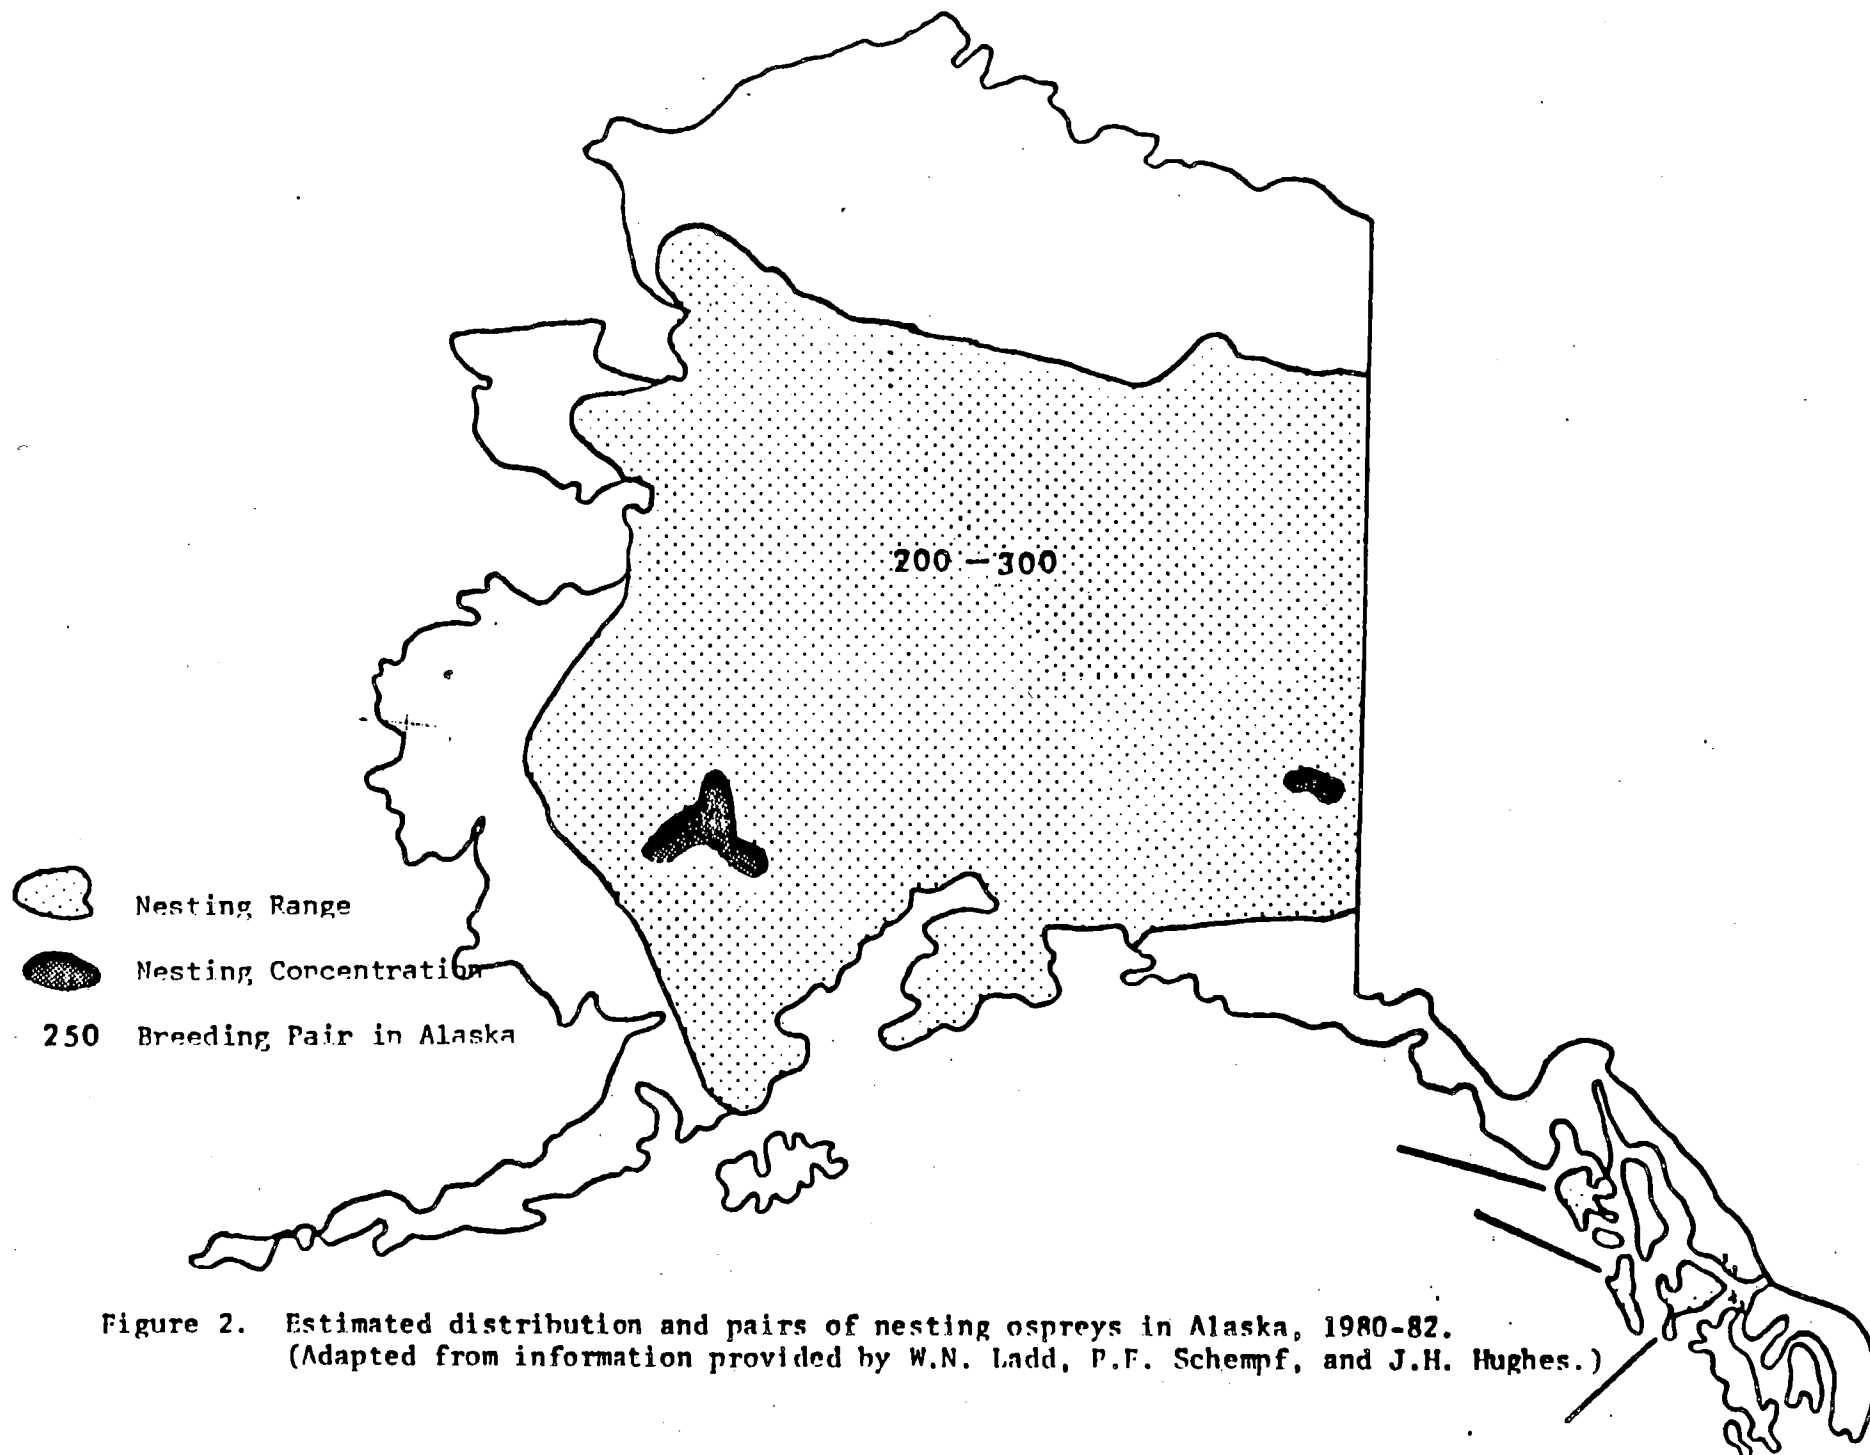 200 - 300
Nesting Range
Nesting Concentration
250 Breeding Pair in Alaska
Figure 2. Estimated distribution and pairs of nesting ospreys in Alaska, 1980-82.
(Adapted from information provided by W.N. Ladd, P.F. Schempf, and J.H. Hughes.)